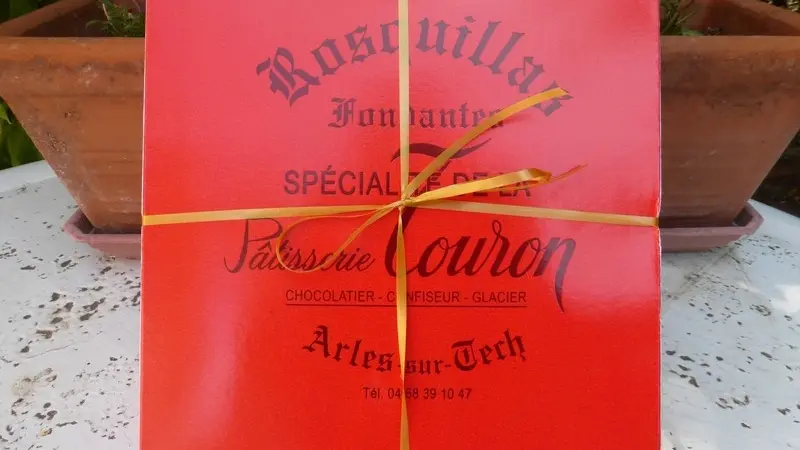 Rosquillas
Fondantes
SPÉCIALITÉ DE LA
Pâtisserie Touron
CHOCOLATIER - CONFISEUR - GLACIER
Arles-sur-Tech
Tél. 04 68 39 10 47